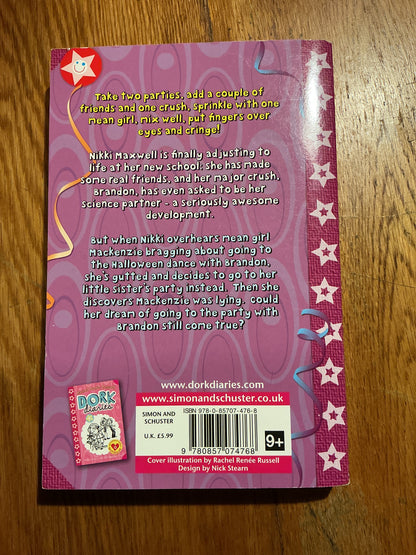 Take two parties, add a couple of
friends and one crush, sprinkle with one
mean girl, mix well, put fingers over
eyes and cringe!
Nikki Maxwell is finally adjusting to
life at her new school: she has made
some real friends, and her major crush,
Brandon, has even asked to be her
Science partner – a seriously awesome
development.
But when Nikki overhears mean girl
Mackenzie bragging about going to
the Halloween dance with Brandon,
she's gutted and decides to go to her
little sister's party instead. Then she
discovers Mackenzie was lying. Could
her dream of going to the party with
Brandon still come true?
www.dorkdiaries.com
www.simonandschuster.co.uk
DORK
diaries
SIMON AND
SCHUSTER
U.K. £5.99
ISBN 978-0-85707-476-8
9 780857 074768
9+
Cover illustration by Rachel Renée Russell
Design by Nick Stearn